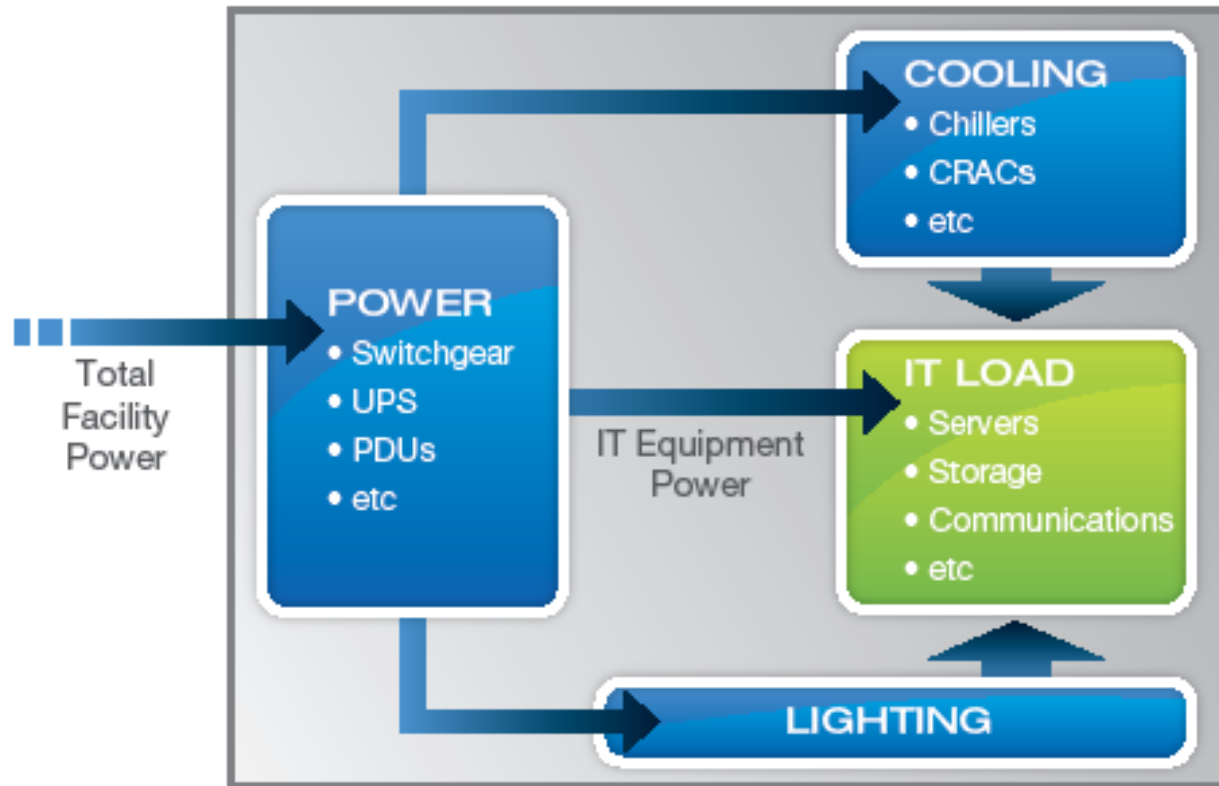 COOLING
• Chillers
• CRACs
• etc
POWER
• Switchgear
• UPS
• PDUs
• etc
Total
Facility
Power
IT Equipment
Power
IT LOAD
• Servers
• Storage
• Communications
• etc
LIGHTING